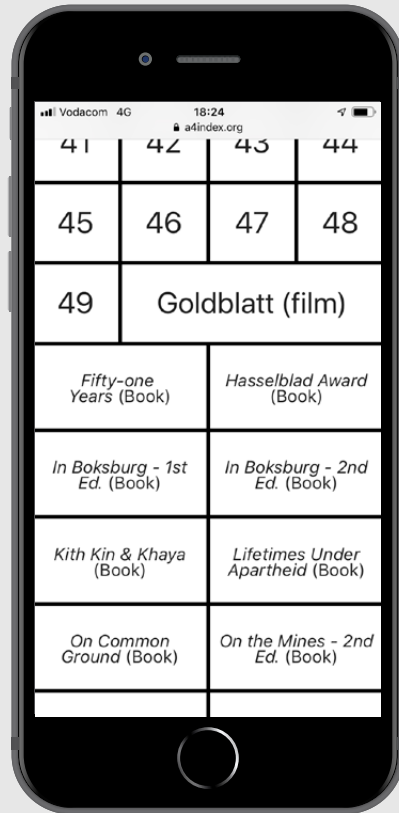 Vodacom 4G 18:24
a4index.org
41 42 43 44
45 46 47 48
49 Goldblatt (film)
Fifty-one
Years (Book)
Hasselblad Award
(Book)
In Boksburg - 1st
Ed. (Book)
In Boksburg - 2nd
Ed. (Book)
Kith Kin & Khaya
(Book)
Lifetimes Under
Apartheid (Book)
On Common
Ground (Book)
On the Mines - 2nd
Ed. (Book)